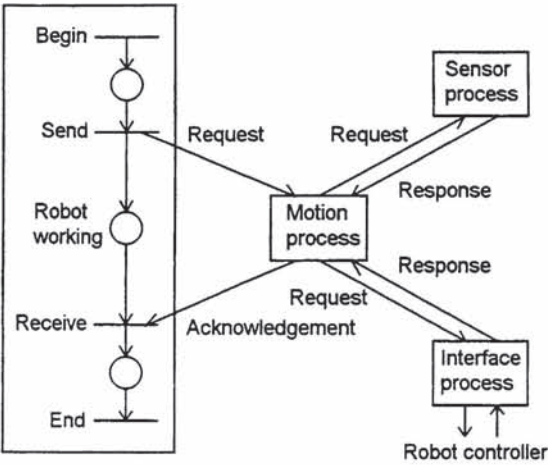 Begin
Send
Robot
working
Receive
End
Request
Acknowledgement
Motion
process
Request
Response
Sensor
process
Request
Response
Interface
process
Robot controller